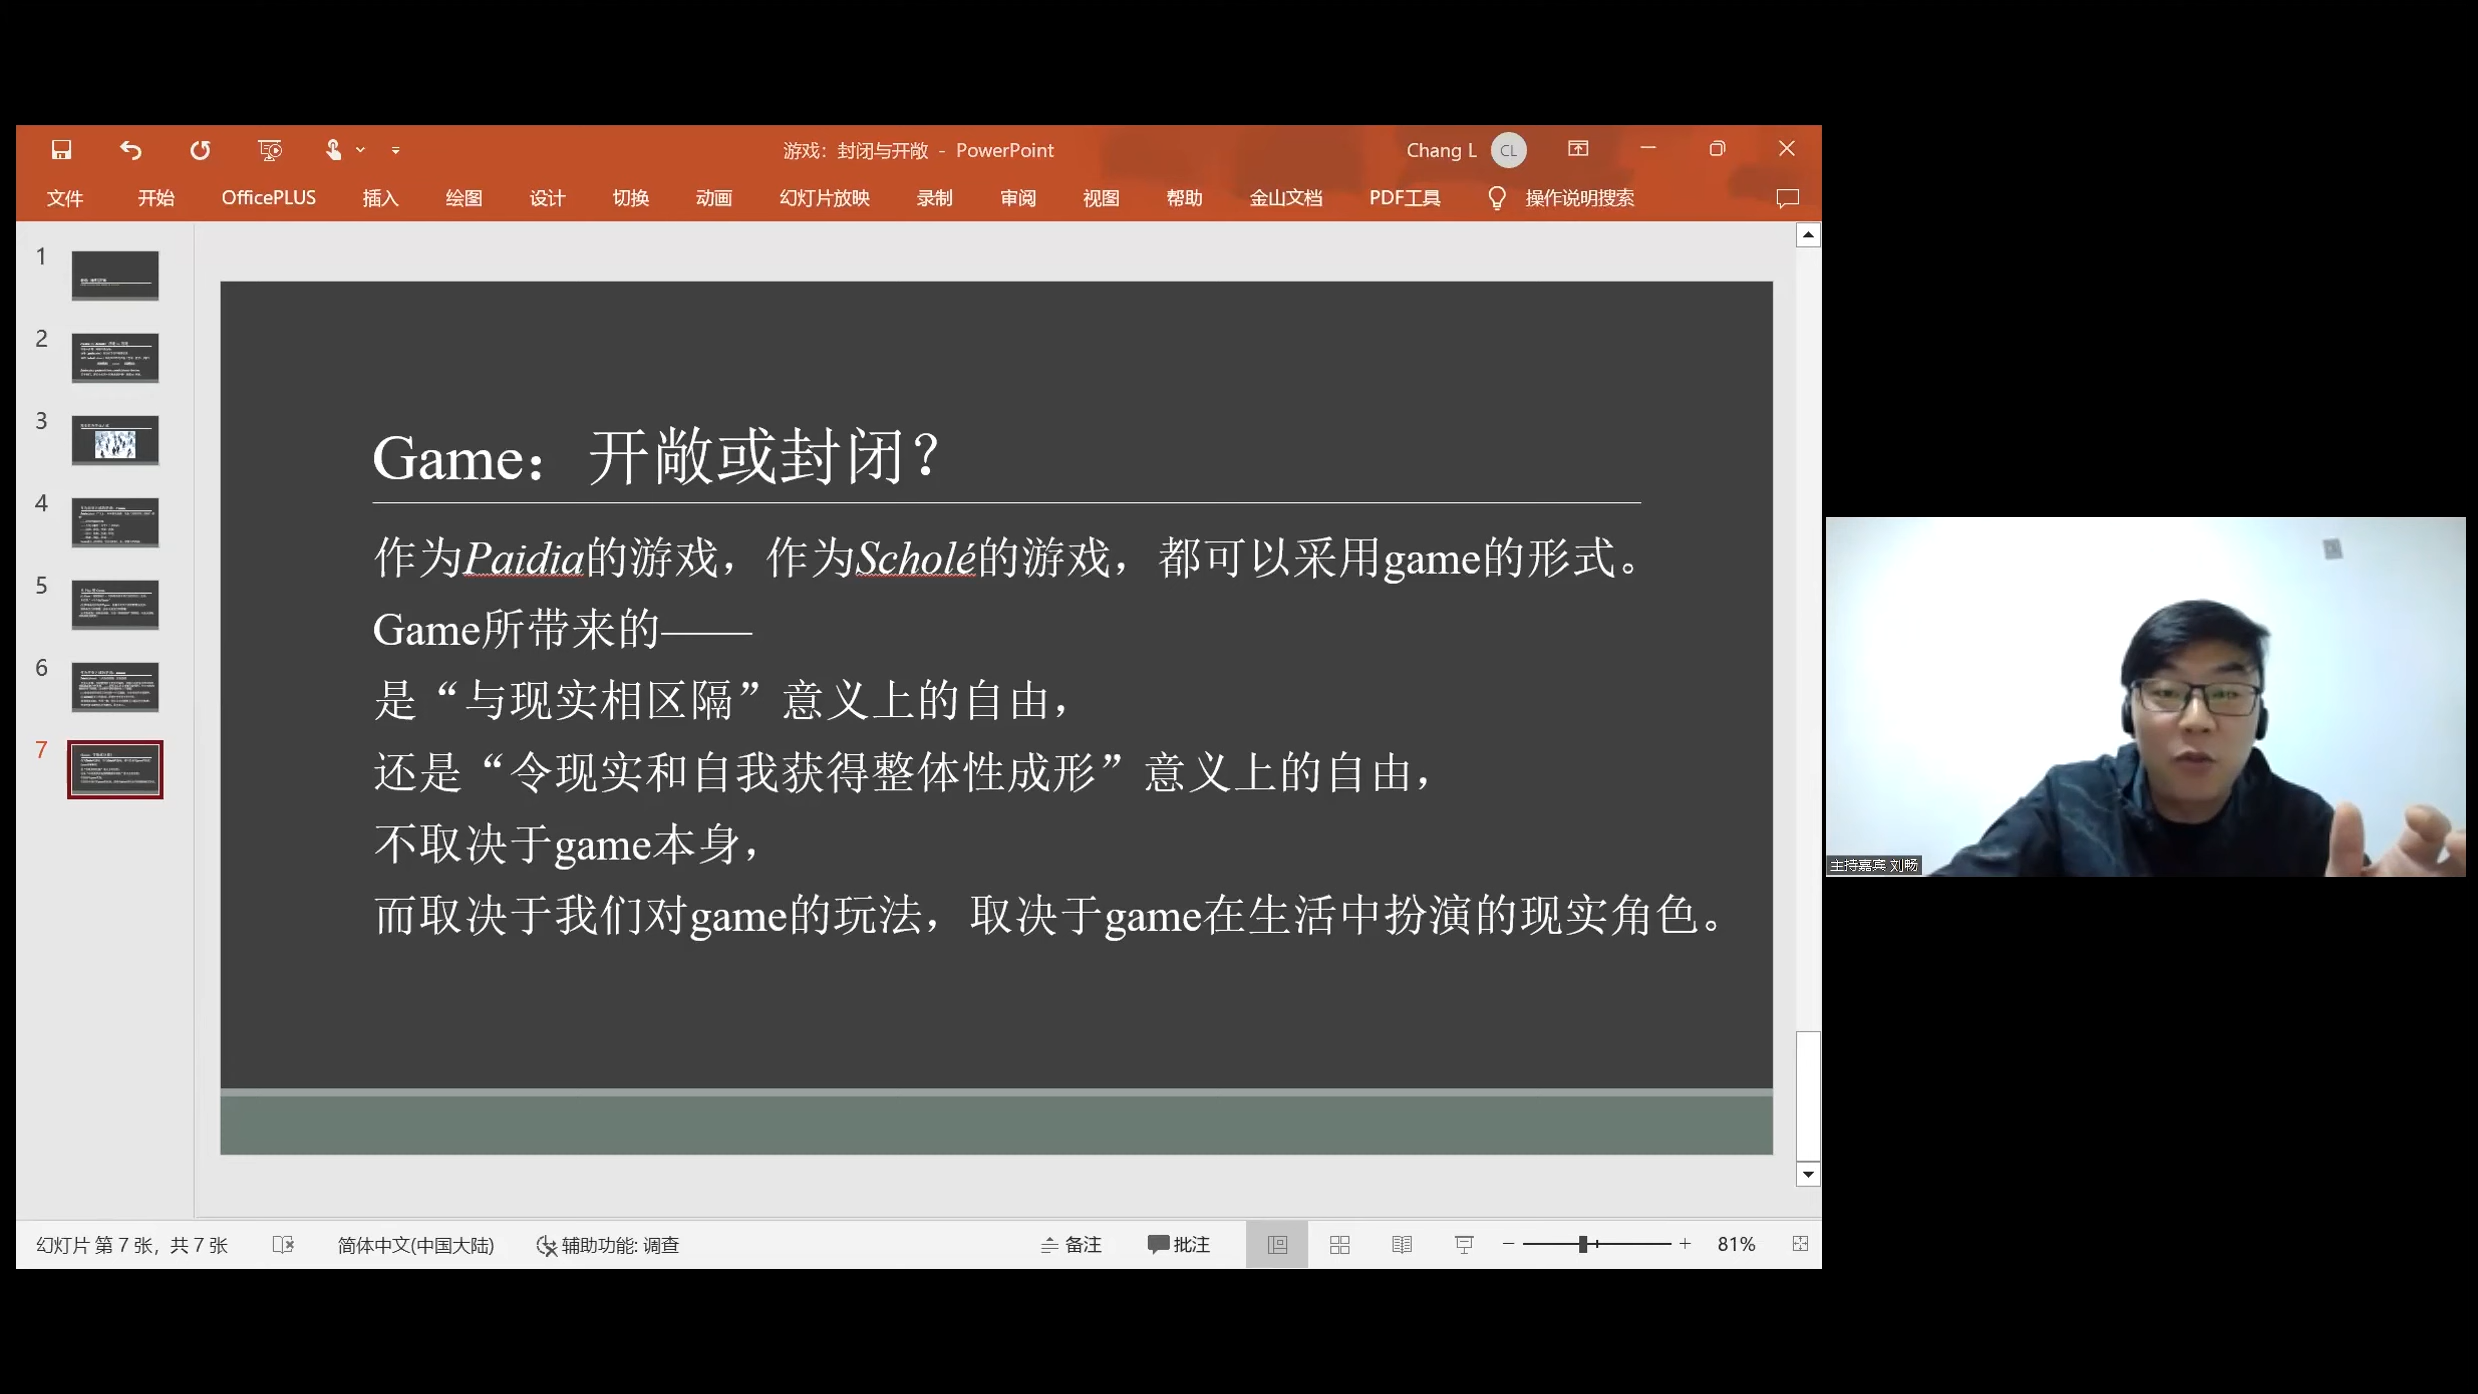 游戏：封闭与开敞 - PowerPoint
Chang L
CL
文件 开始 OfficePLUS 插入 绘图 设计 切换 动画 幻灯片放映 录制 审阅 视图 帮助 金山文档 PDF工具 操作说明搜索
1
2
3
4
5
6
7
Game：开敞或封闭？
作为Paidia的游戏，作为Scholé的游戏，都可以采用game的形式。
Game所带来的——
是“与现实相区隔”意义上的自由，
还是“令现实和自我获得整体性成形”意义上的自由，
不取决于game本身，
而取决于我们对game的玩法，取决于game在生活中扮演的现实角色。
主持嘉宾 刘畅
幻灯片 第 7 张，共 7 张 简体中文(中国大陆) 辅助功能: 调查 备注 批注 81%